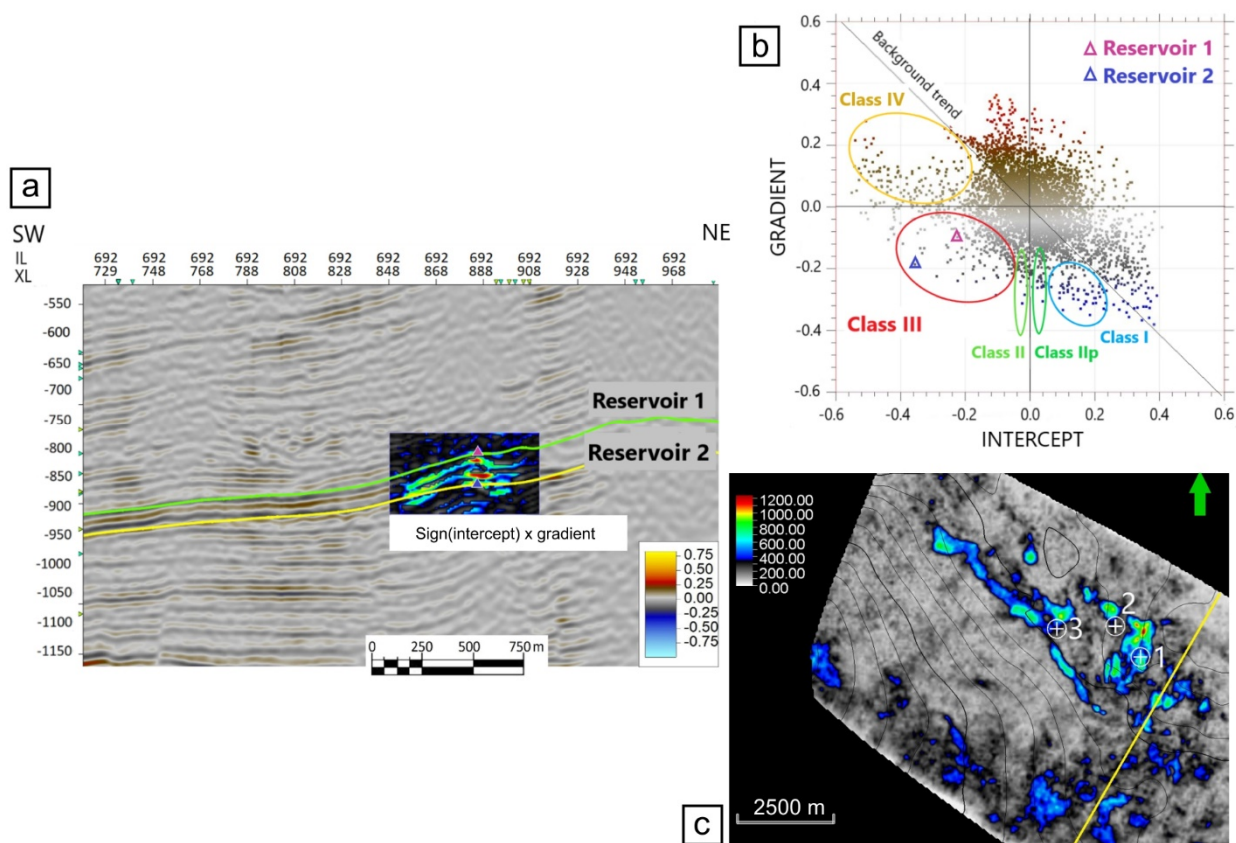 a
SW
NE
692 692 692 692 692 692 692 692 692 692 692 692 692
IL
729 748 768 788 808 828 848 868 888 908 928 948 968
XL
-550
-600
-650
-700
-750
-800
-850
-900
-950
-1000
-1050
-1100
-1150
Reservoir 1
Reservoir 2
Sign(intercept) x gradient
0.75
0.50
0.25
0.00
-0.25
-0.50
-0.75
0 250 500 750 m
b
0.6
0.4
0.2
0.0
-0.2
-0.4
-0.6
GRADIENT
Background trend
Reservoir 1
Reservoir 2
Class IV
Class III
Class II
Class IIp
Class I
-0.6 -0.4 -0.2 0.0 0.2 0.4 0.6
INTERCEPT
1200.00
1000.00
800.00
600.00
400.00
200.00
0.00
2
3
1
2500 m
c